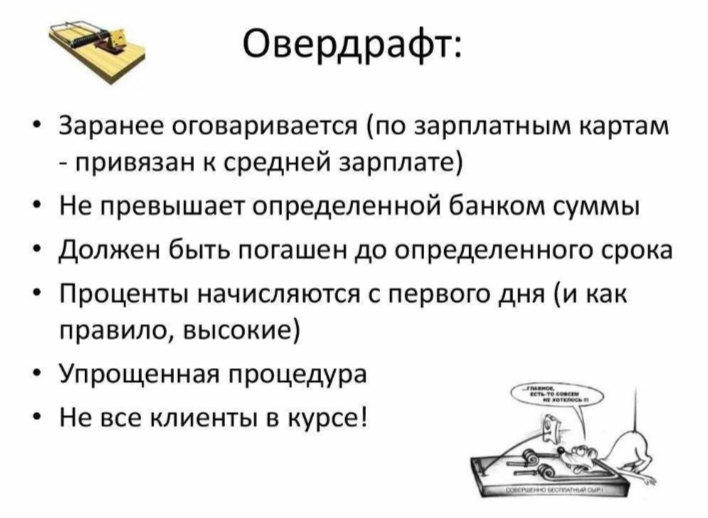 Овердрафт:
• Заранее оговаривается (по зарплатным картам
- привязан к средней зарплате)
• Не превышает определенной банком суммы
• Должен быть погашен до определенного срока
• Проценты начисляются с первого дня (и как
правило, высокие)
• Упрощенная процедура
• Не все клиенты в курсе!
...ГЛАВНОЕ,
ЕСТЬ-ТО СОВСЕМ
НЕ ХОТЕЛОСЬ !!!
СОВЕРШЕННО БЕСПЛАТНЫЙ СЫР !